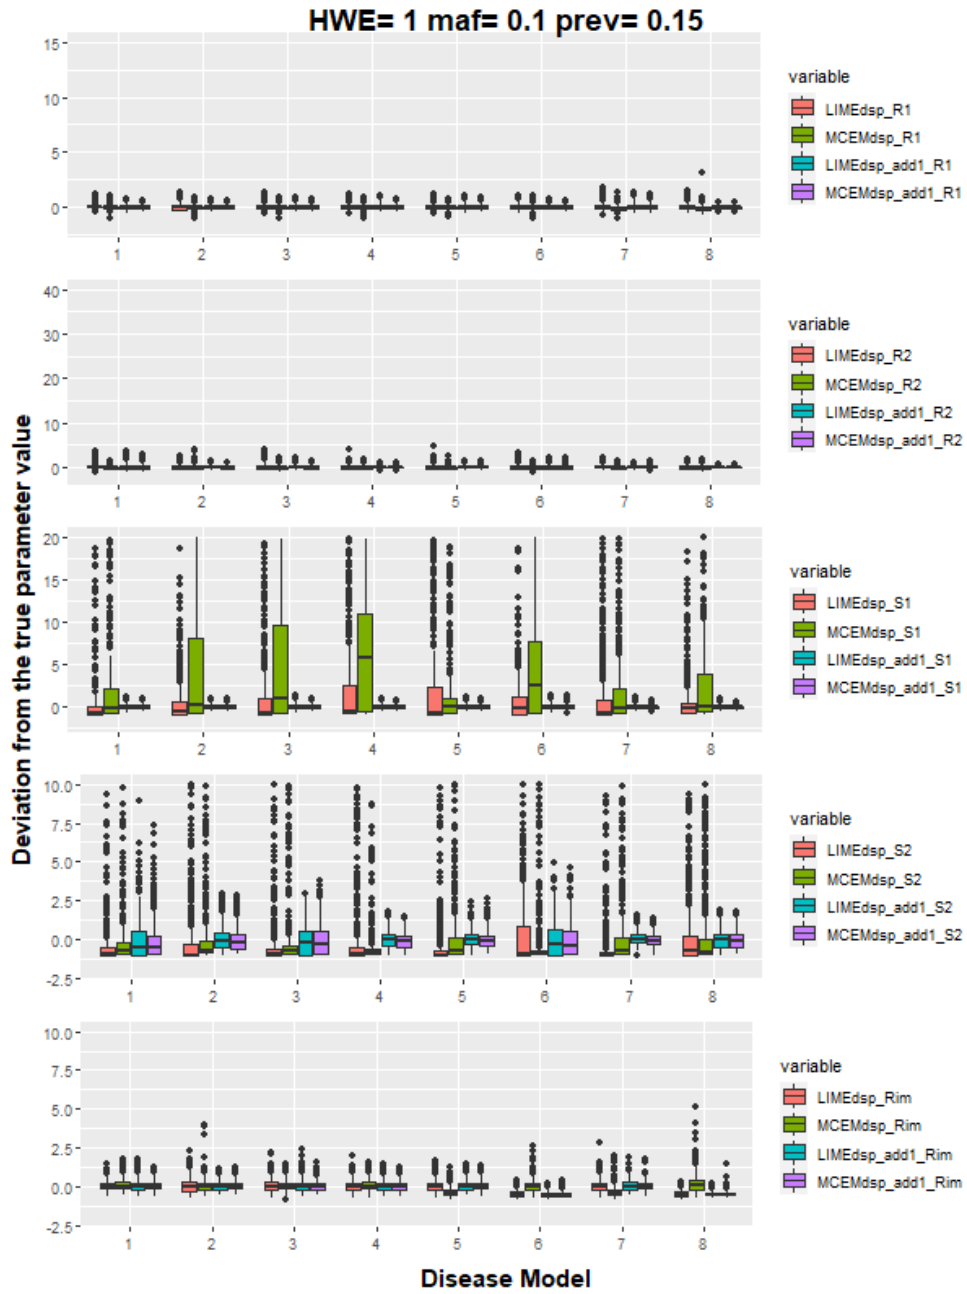 HWE= 1 maf= 0.1 prev= 0.15
Deviation from the true parameter value
15
10
5
0
1 2 3 4 5 6 7 8
variable
LIMEdsp_R1
MCEMdsp_R1
LIMEdsp_add1_R1
MCEMdsp_add1_R1
40
30
20
10
0
1 2 3 4 5 6 7 8
variable
LIMEdsp_R2
MCEMdsp_R2
LIMEdsp_add1_R2
MCEMdsp_add1_R2
20
15
10
5
0
1 2 3 4 5 6 7 8
variable
LIMEdsp_S1
MCEMdsp_S1
LIMEdsp_add1_S1
MCEMdsp_add1_S1
10.0
7.5
5.0
2.5
0.0
-2.5
1 2 3 4 5 6 7 8
variable
LIMEdsp_S2
MCEMdsp_S2
LIMEdsp_add1_S2
MCEMdsp_add1_S2
10.0
7.5
5.0
2.5
0.0
-2.5
1 2 3 4 5 6 7 8
variable
LIMEdsp_Rim
MCEMdsp_Rim
LIMEdsp_add1_Rim
MCEMdsp_add1_Rim
Disease Model